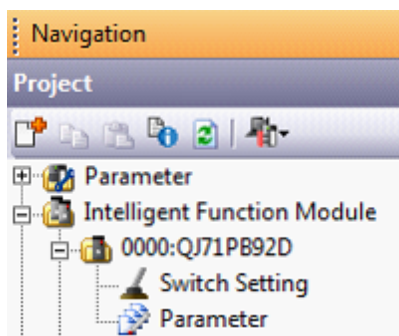 Navigation
Project
Parameter
Intelligent Function Module
0000:QJ71PB92D
Switch Setting
Parameter